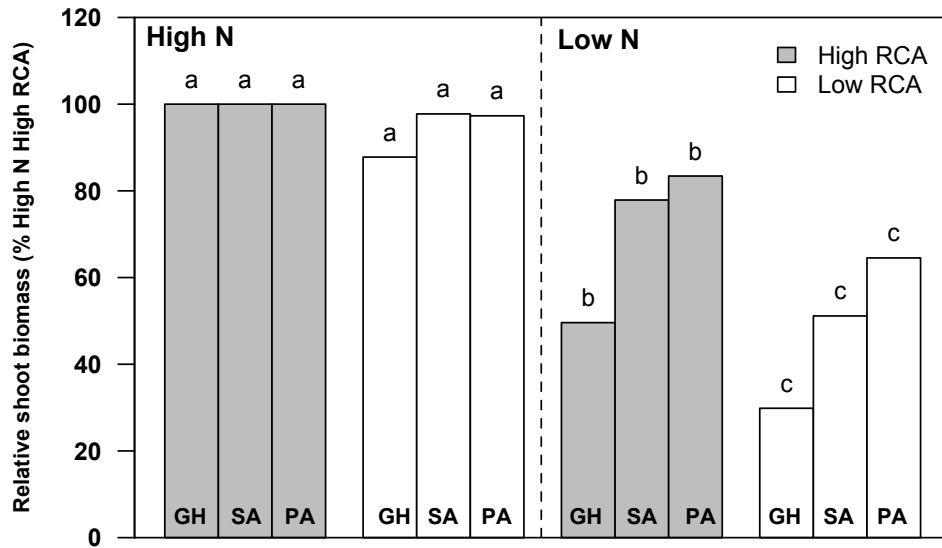 Relative shoot biomass (% High N High RCA)
120
100
80
60
40
20
0
High N
Low N
High RCA
Low RCA
a a a
a a a
b b b
c c c
GH SA PA
GH SA PA
GH SA PA
GH SA PA